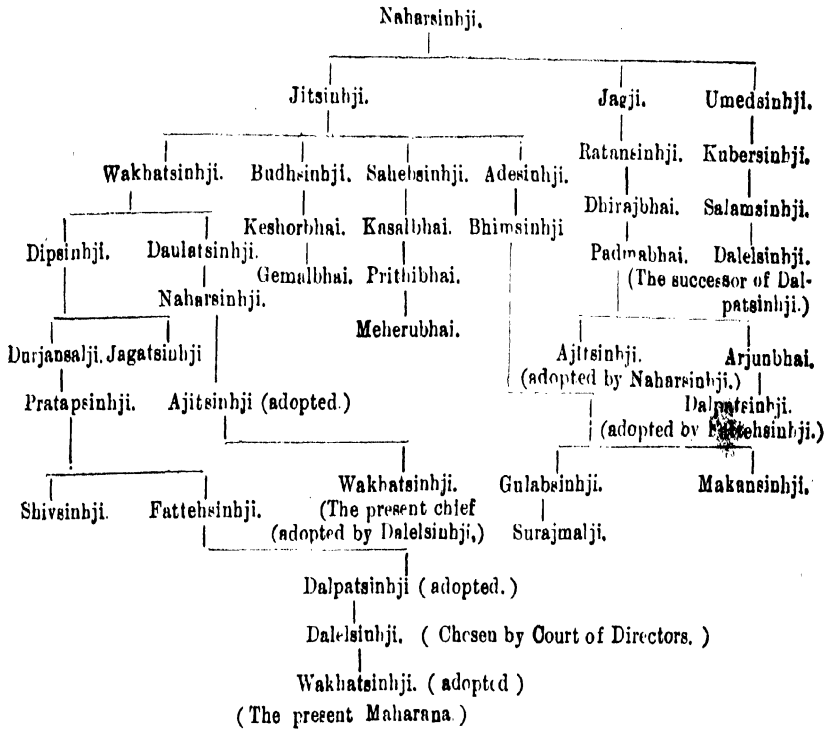 Naharsinhji.
Jitsinhji. Jagji. Umedsinhji.
Wakhatsinhji. Budhsinhji. Sahebsinhji. Adesinhji. Ratansinhji. Kubersinhji.
Keshorbhai. Kasalbhai. Bhimsinhji Dhirajbhai. Salamsinhji.
Dipsinhji. Daulatsinhji. Gemalbhai. Prithibhai. Padmabhai. Dalelsinhji.
(The successor of Dal-
patsinhji.)
Naharsinhji. Meherubhai.
Durjansalji. Jagatsinhji Ajitsinhji. Arjunbhai.
(adopted by Naharsinhji.)
Pratapsinhji. Ajitsinhji (adopted.) Dalpatsinhji.
(adopted by Fattehsinhji.)
Shivsinhji. Fattehsinhji. Wakhatsinhji. Gulabsinhji. Makansinhji.
(The present chief
(adopted by Dalelsinhji.) Surajmalji.
Dalpatsinhji (adopted.)
Dalelsinhji. (Chosen by Court of Directors.)
Wakhatsinhji. (adopted)
(The present Maharana.)